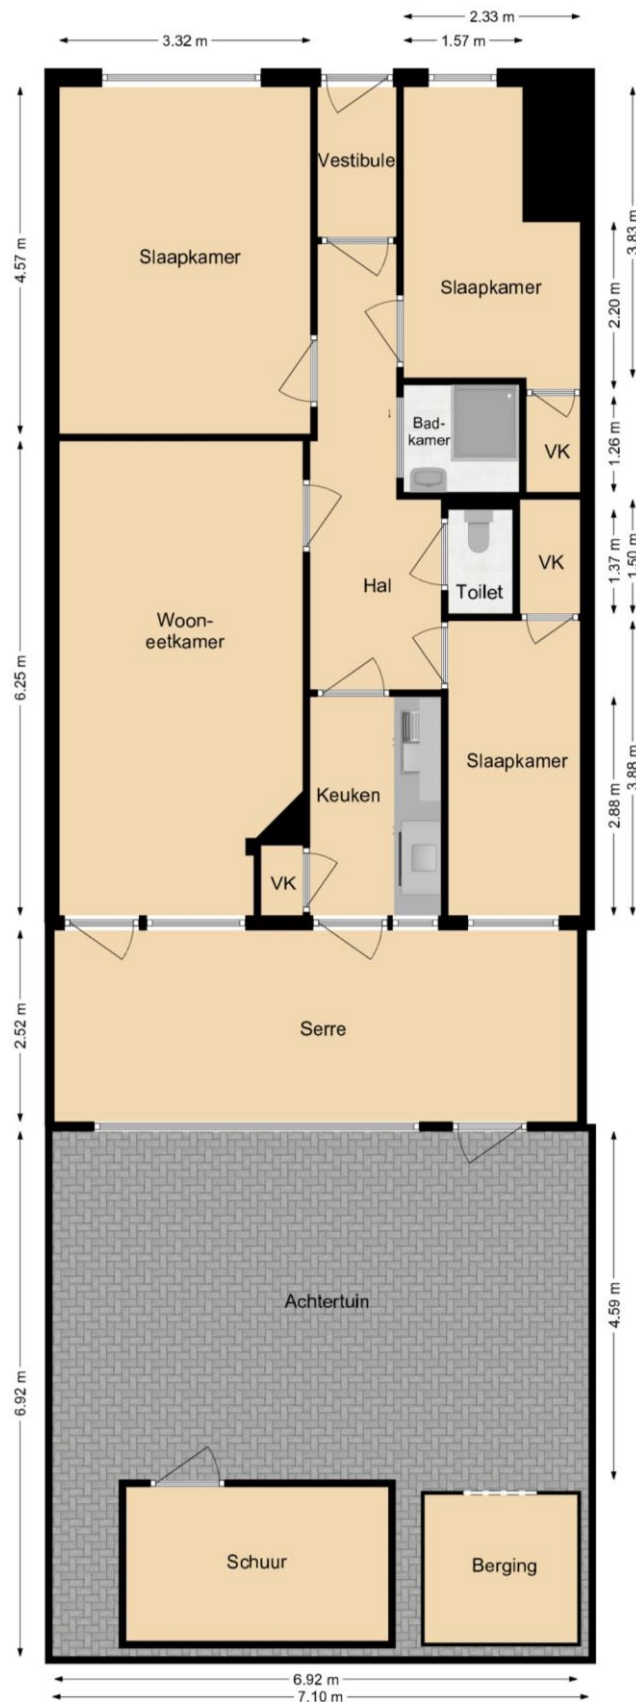 2.33 m
3.32 m
1.57 m
Vestibule
Slaapkamer
4.57 m
3.83 m
Slaapkamer
2.20 m
Bad-
kamer
VK
1.26 m
Hal
Toilet
VK
1.37 m
1.50 m
Woon-
eetkamer
6.25 m
Keuken
Slaapkamer
2.88 m
3.88 m
VK
Serre
2.52 m
Achtertuin
4.59 m
6.92 m
Schuur
Berging
6.92 m
7.10 m